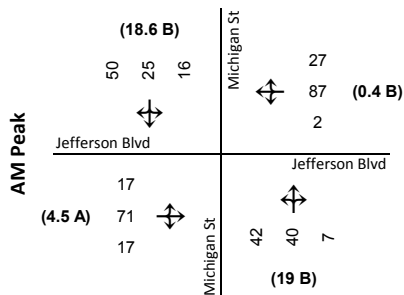 (18.6 B)
50 25 16
Michigan St
27
87 (0.4 B)
2
Jefferson Blvd
AM Peak
Jefferson Blvd
17
(4.5 A) 71
17
Michigan St
42 40 7
(19 B)